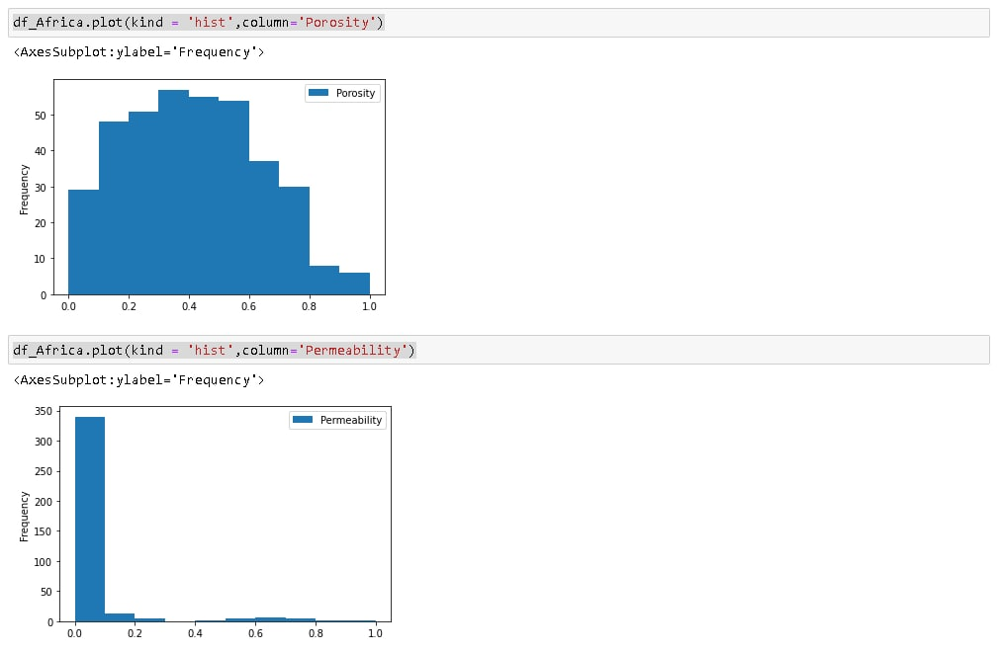 df_Africa.plot(kind = 'hist',column='Porosity')
<AxesSubplot:ylabel='Frequency'>
Porosity
50
40
30
20
10
0
Frequency
0.0 0.2 0.4 0.6 0.8 1.0
df_Africa.plot(kind = 'hist',column='Permeability')
<AxesSubplot:ylabel='Frequency'>
Permeability
350
300
250
200
150
100
50
0
Frequency
0.0 0.2 0.4 0.6 0.8 1.0